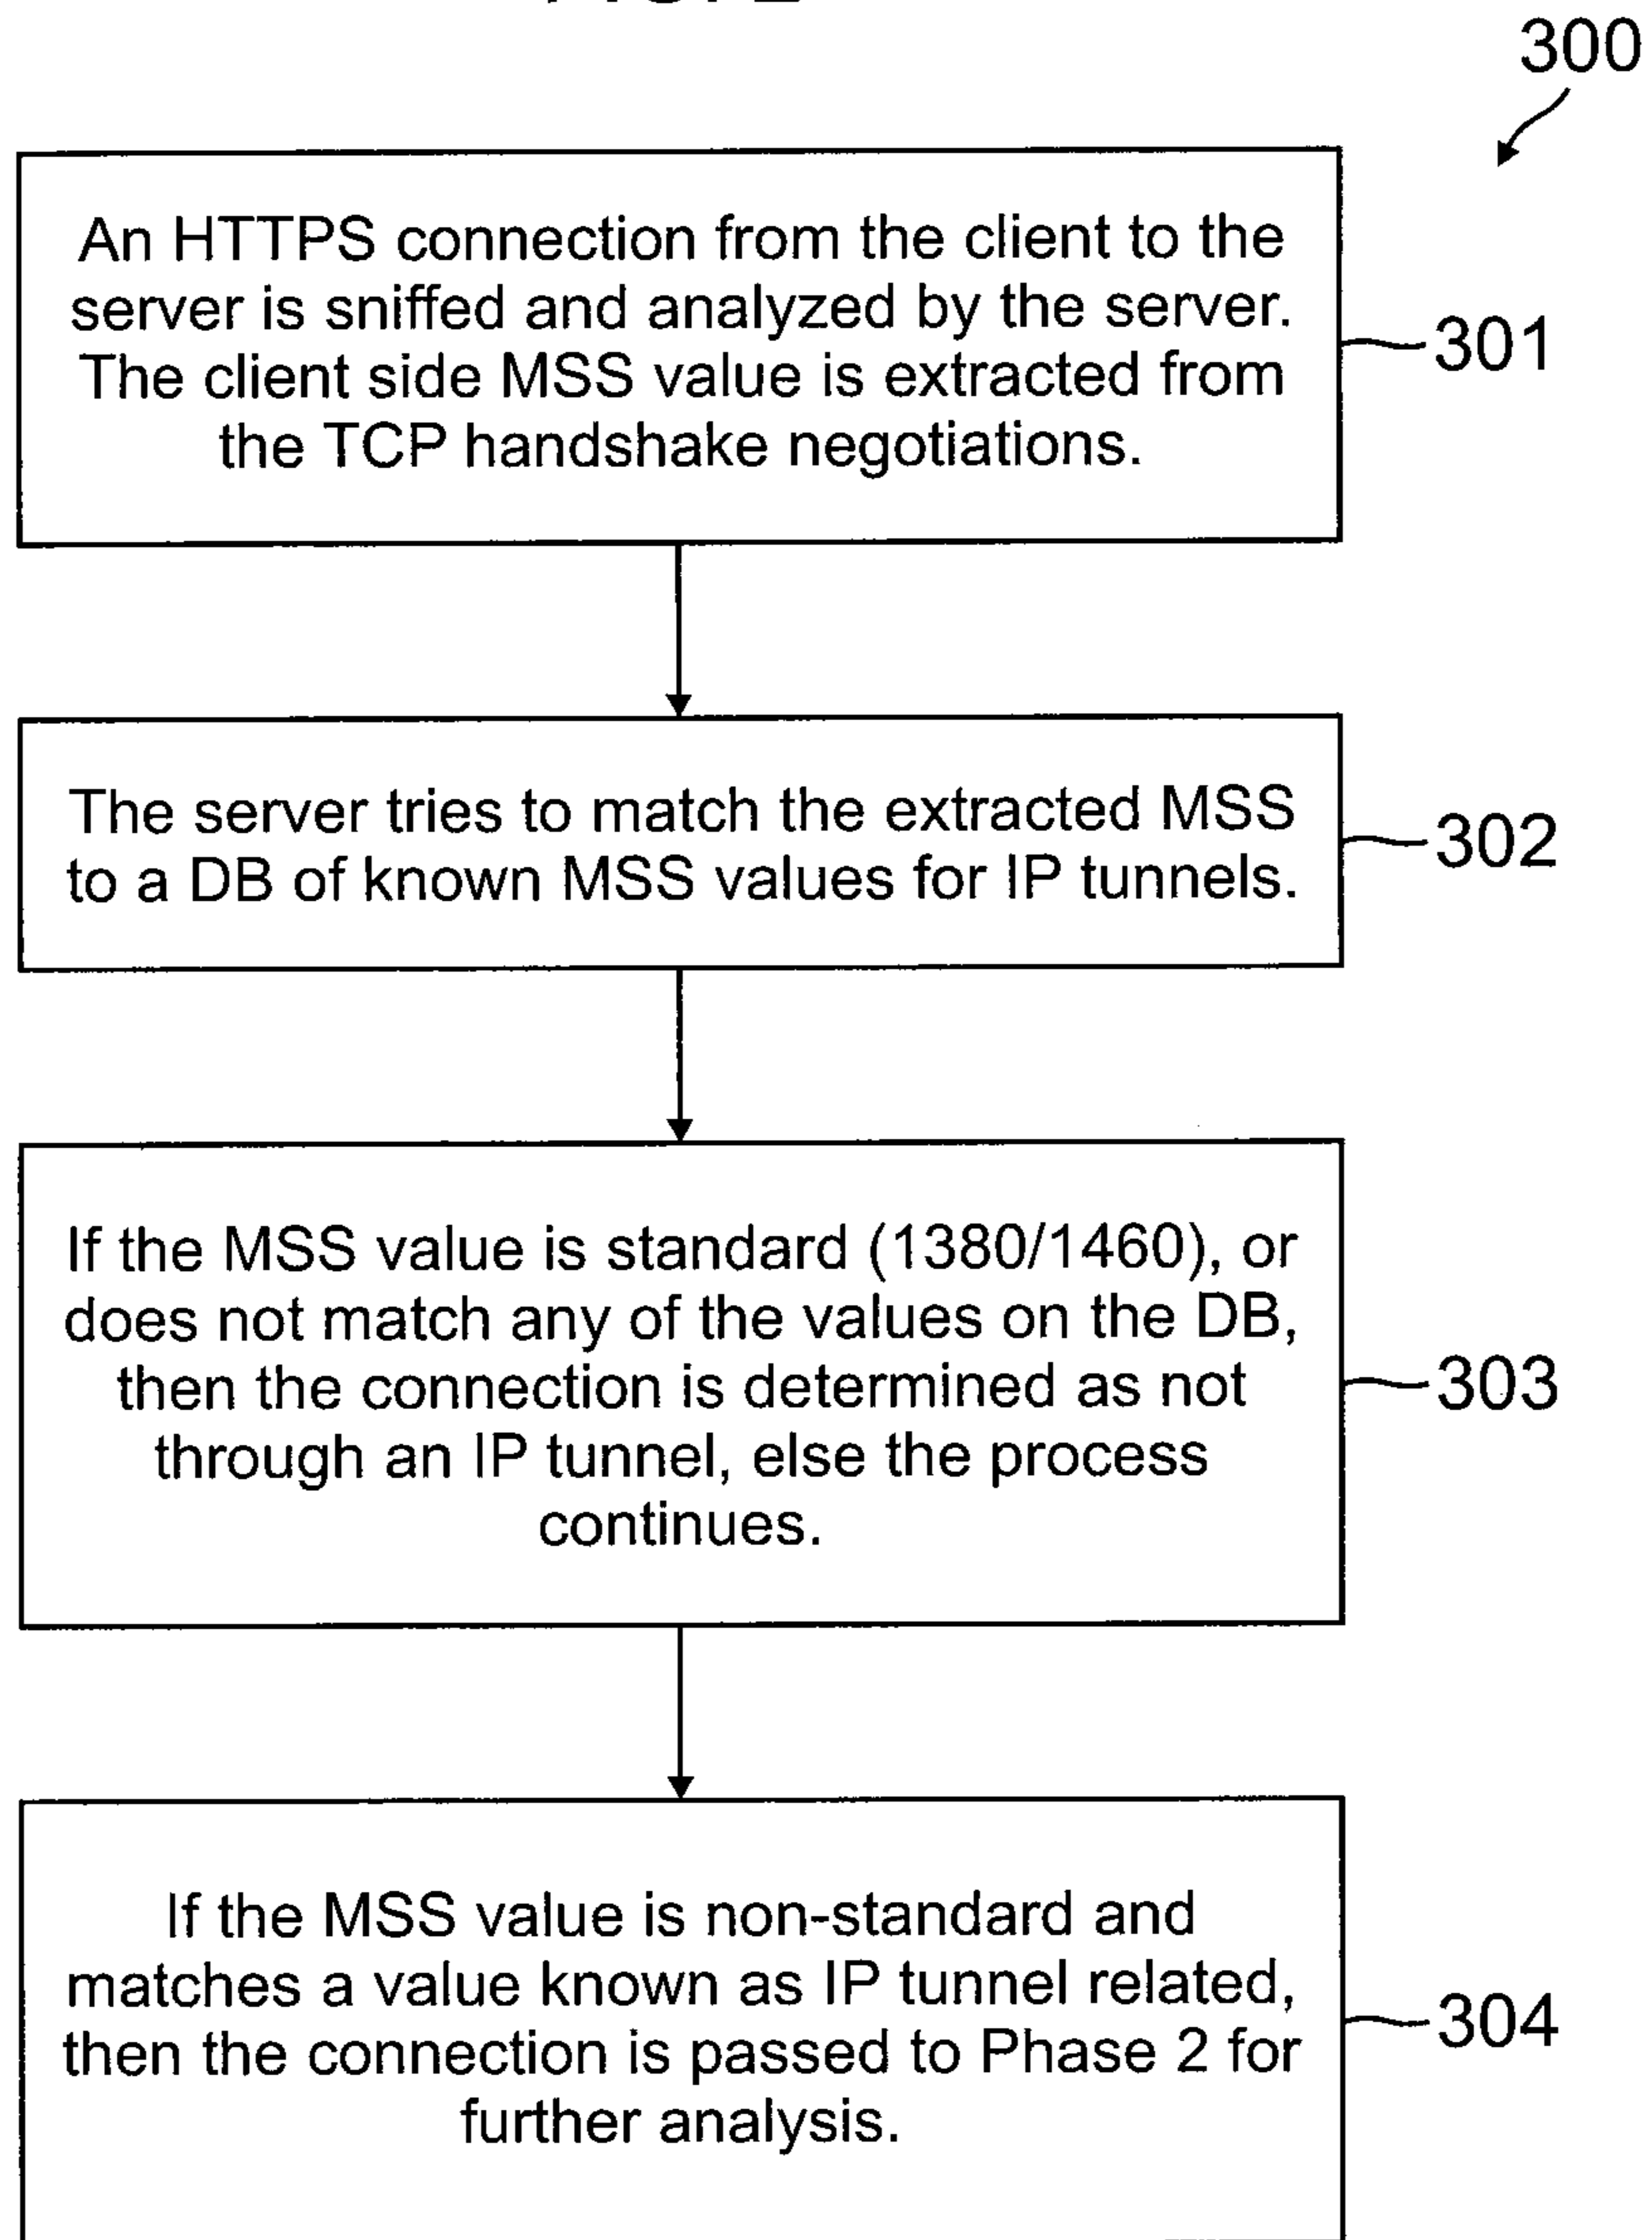 300
An HTTPS connection from the client to the
server is sniffed and analyzed by the server.
The client side MSS value is extracted from
the TCP handshake negotiations.
301
The server tries to match the extracted MSS
to a DB of known MSS values for IP tunnels.
302
If the MSS value is standard (1380/1460), or
does not match any of the values on the DB,
then the connection is determined as not
through an IP tunnel, else the process
continues.
303
If the MSS value is non-standard and
matches a value known as IP tunnel related,
then the connection is passed to Phase 2 for
further analysis.
304